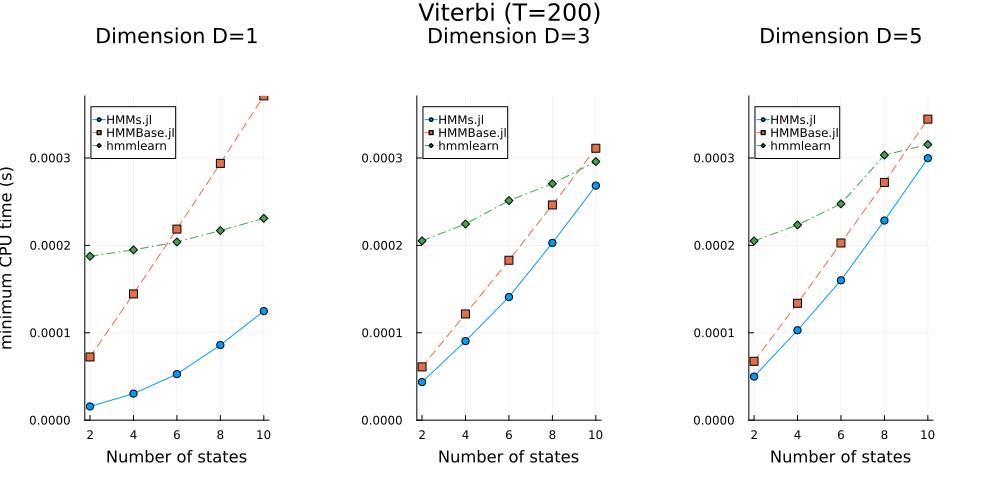 Viterbi (T=200)
Dimension D=1
Dimension D=3
Dimension D=5
minimum CPU time (s)
HMMs.jl
HMMBase.jl
hmmlearn
0.0003
0.0002
0.0001
0.0000
2 4 6 8 10
Number of states
HMMs.jl
HMMBase.jl
hmmlearn
0.0003
0.0002
0.0001
0.0000
2 4 6 8 10
Number of states
HMMs.jl
HMMBase.jl
hmmlearn
0.0003
0.0002
0.0001
0.0000
2 4 6 8 10
Number of states